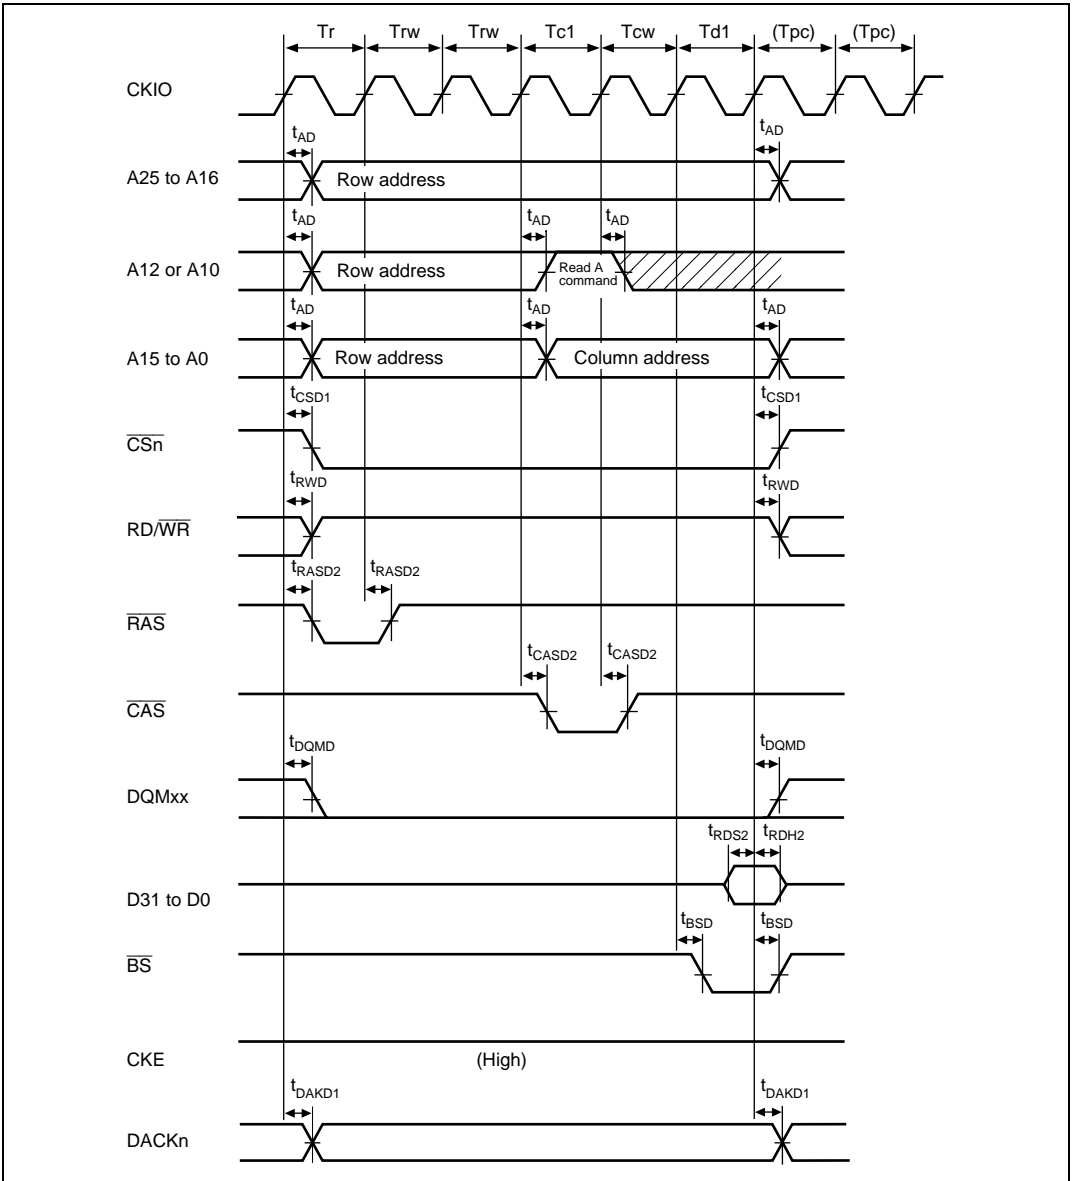 Tr Trw Trw Tc1 Tcw Td1 (Tpc) (Tpc)
CKIO
tAD tAD
A25 to A16 Row address
tAD tAD tAD
A12 or A10 Row address Read A
command
tAD tAD tAD
A15 to A0 Row address Column address
tCSD1 tCSD1
CSn
tRWD tRWD
RD/WR
tRASD2 tRASD2
RAS
tCASD2 tCASD2
CAS
tDQMD tDQMD
DQMxx
tRDS2 tRDH2
D31 to D0
tBSD tBSD
BS
CKE (High)
tDAKD1 tDAKD1
DACKn